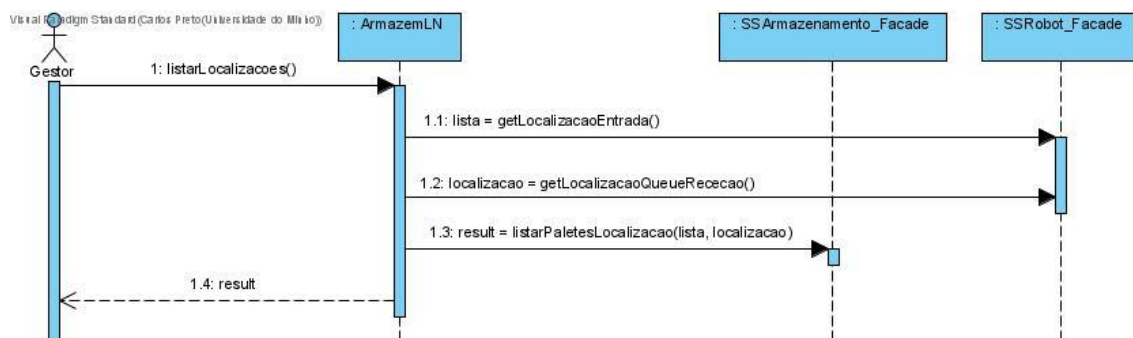 Visual Paradigm Standard(Carlos Preto(Universidade do Minho))
: ArmazemLN
: SSArmazenamento_Facade
: SSRobot_Facade
Gestor
1: listarLocalizacoes()
1.1: lista = getLocalizacaoEntrada()
1.2: localizacao = getLocalizacaoQueueRececao()
1.3: result = listarPaletesLocalizacao(lista, localizacao)
1.4: result